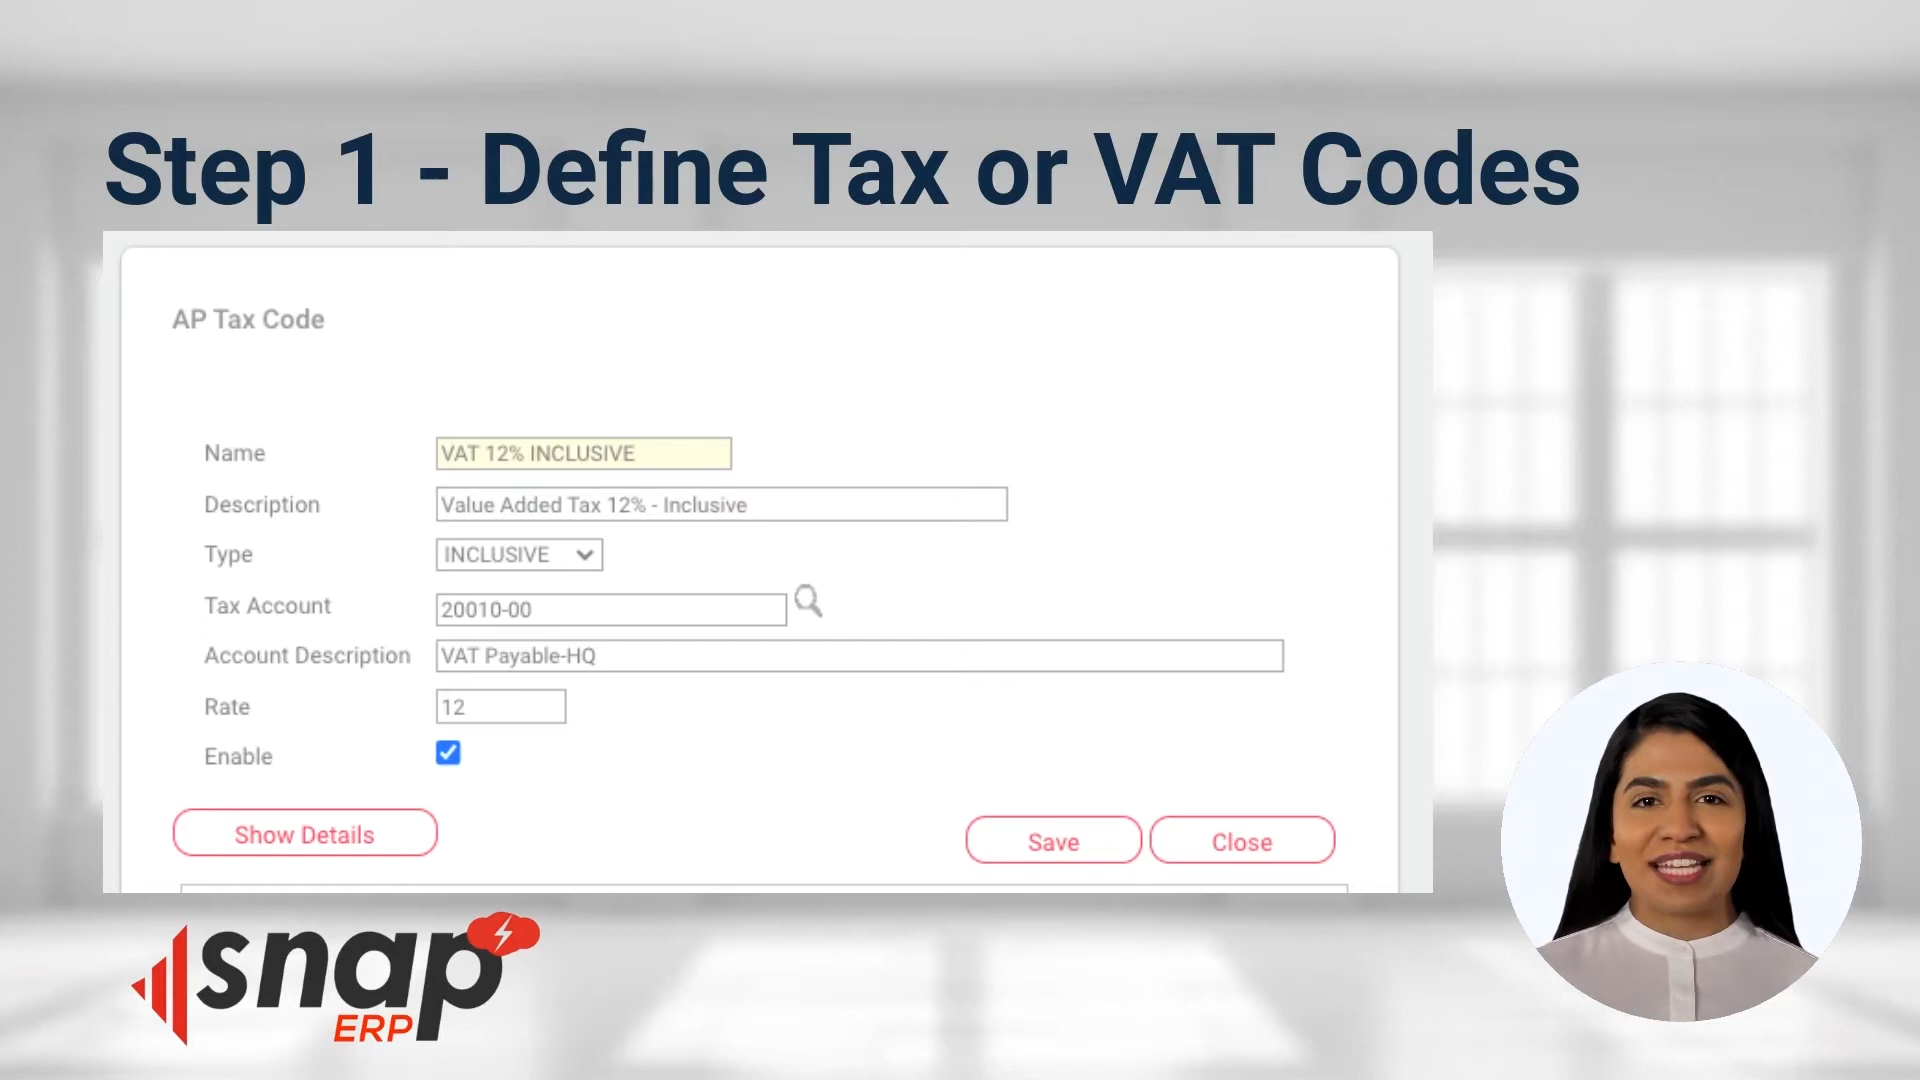 Step 1 - Define Tax or VAT Codes
AP Tax Code
Name VAT 12% INCLUSIVE
Description Value Added Tax 12% - Inclusive
Type INCLUSIVE
Tax Account 20010-00
Account Description VAT Payable-HQ
Rate 12
Enable
Show Details Save Close
snap
ERP